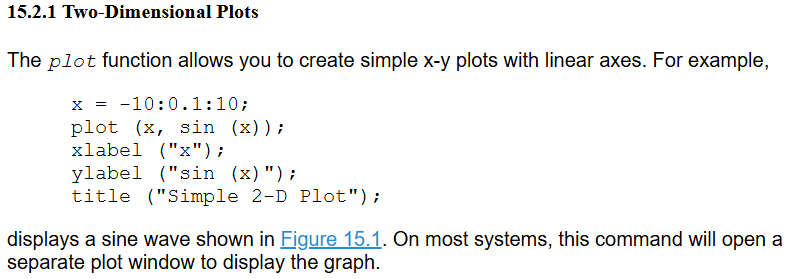 15.2.1 Two-Dimensional Plots
The plot function allows you to create simple x-y plots with linear axes. For example,
x = -10:0.1:10;
plot (x, sin (x));
xlabel ("x");
ylabel ("sin (x)");
title ("Simple 2-D Plot");
displays a sine wave shown in Figure 15.1. On most systems, this command will open a
separate plot window to display the graph.